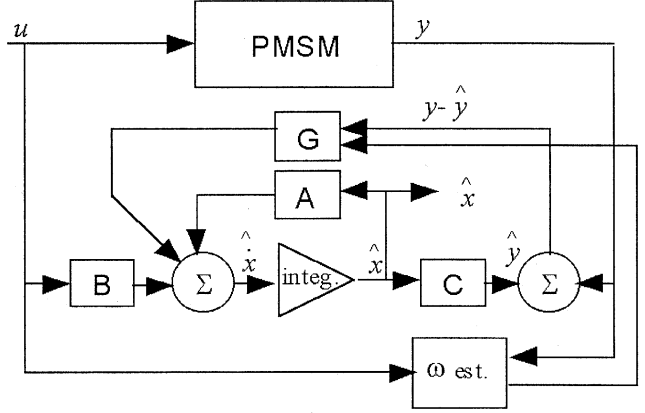 u
PMSM
y
y- ŷ
G
A
x̂
B
Σ
x̂̇
integ.
x̂
C
ŷ
Σ
ω est.